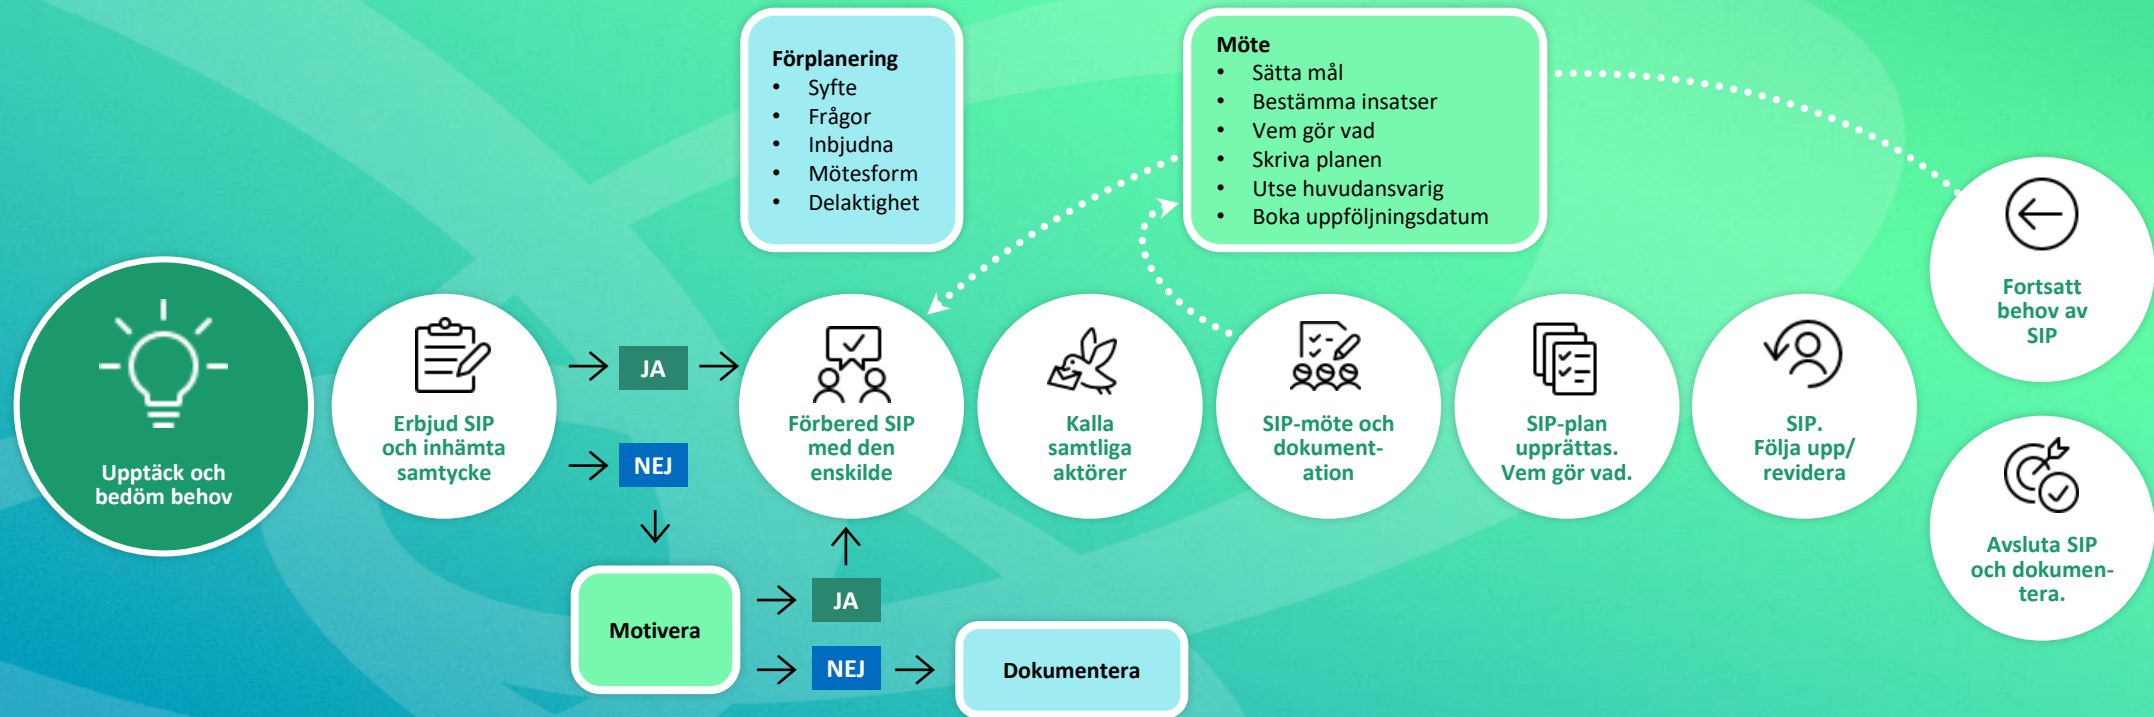 Förplanering
• Syfte
• Frågor
• Inbjudna
• Mötesform
• Delaktighet
Möte
• Sätta mål
• Bestämma insatser
• Vem gör vad
• Skriva planen
• Utse huvudansvarig
• Boka uppföljningsdatum
Upptäck och
bedöm behov
Erbjud SIP
och inhämta
samtycke
JA
NEJ
Motivera
JA
NEJ
Dokumentera
Förbered SIP
med den
enskilde
Kalla
samtliga
aktörer
SIP-möte och
dokument-
ation
SIP-plan
upprättas.
Vem gör vad.
SIP.
Följa upp/
revidera
Fortsatt
behov av
SIP
Avsluta SIP
och dokumen-
tera.